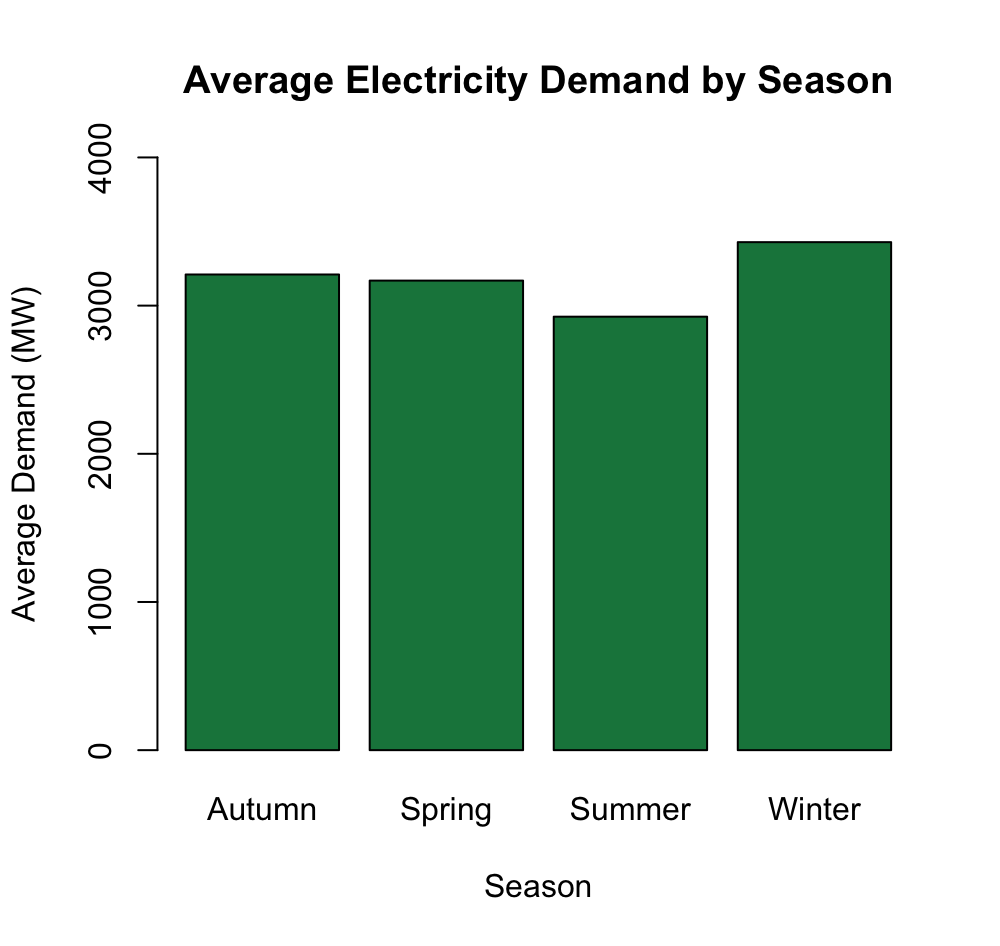 Average Electricity Demand by Season
Average Demand (MW)
4000
3000
2000
1000
0
Autumn Spring Summer Winter
Season